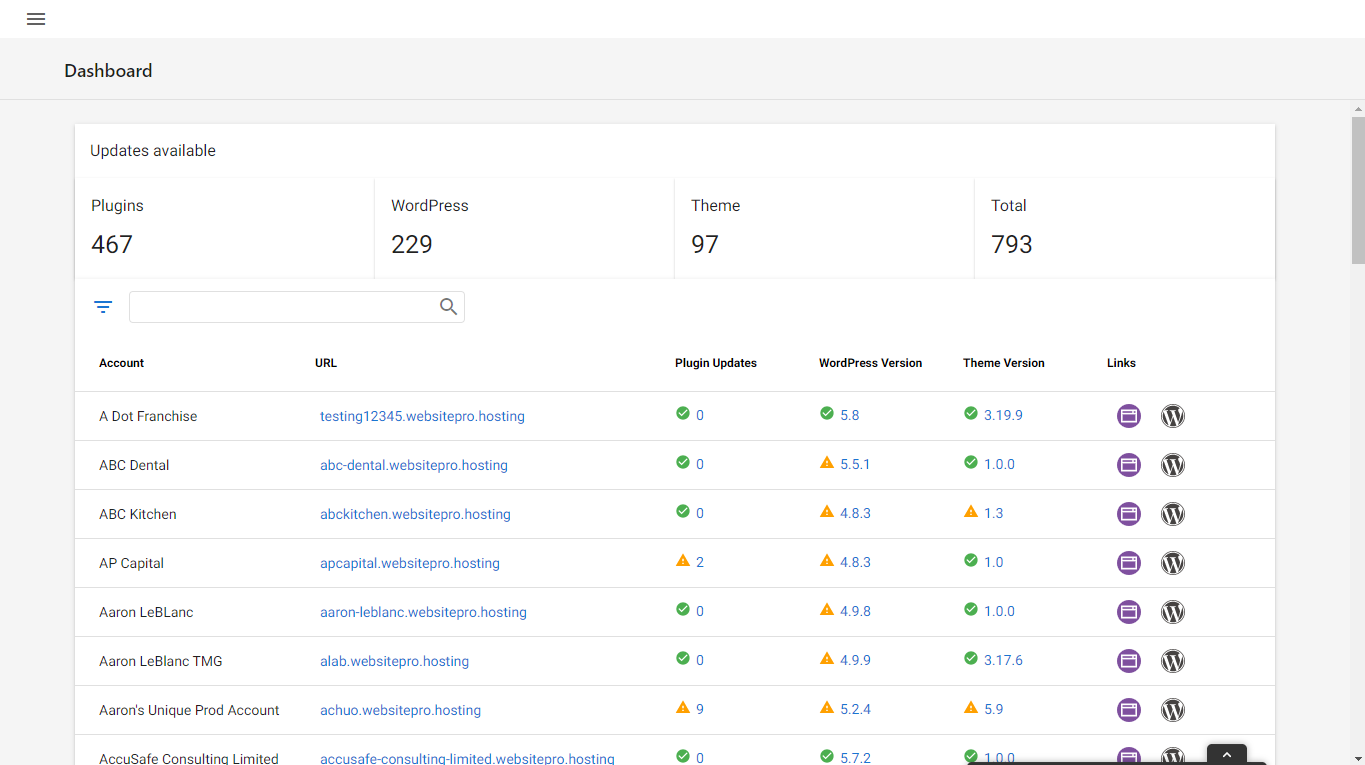 Dashboard
Updates available
Plugins WordPress Theme Total
467 229 97 793
Account URL Plugin Updates WordPress Version Theme Version Links
A Dot Franchise testing12345.websitepro.hosting 0 5.8 3.19.9
ABC Dental abc-dental.websitepro.hosting 0 5.5.1 1.0.0
ABC Kitchen abckitchen.websitepro.hosting 0 4.8.3 1.3
AP Capital apcapital.websitepro.hosting 2 4.8.3 1.0
Aaron LeBLanc aaron-leblanc.websitepro.hosting 0 4.9.8 1.0.0
Aaron LeBlanc TMG alab.websitepro.hosting 0 4.9.9 3.17.6
Aaron's Unique Prod Account achuo.websitepro.hosting 9 5.2.4 5.9
AccuSafe Consulting Limited accusafe-consulting-limited.websitepro.hosting 0 5.7.2 1.0.0